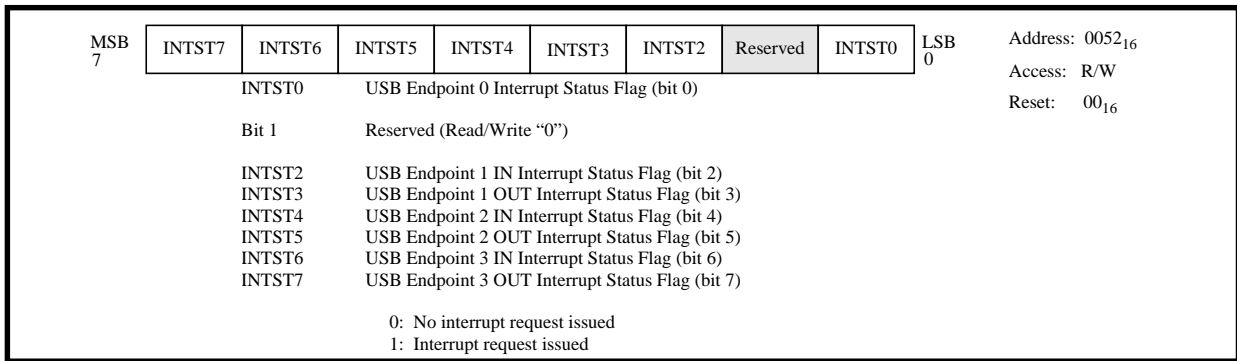 MSB 7 INTST7 INTST6 INTST5 INTST4 INTST3 INTST2 Reserved INTST0 LSB 0
Address: 0052₁₆
Access: R/W
Reset: 00₁₆
INTST0 USB Endpoint 0 Interrupt Status Flag (bit 0)
Bit 1 Reserved (Read/Write “0”)
INTST2 USB Endpoint 1 IN Interrupt Status Flag (bit 2)
INTST3 USB Endpoint 1 OUT Interrupt Status Flag (bit 3)
INTST4 USB Endpoint 2 IN Interrupt Status Flag (bit 4)
INTST5 USB Endpoint 2 OUT Interrupt Status Flag (bit 5)
INTST6 USB Endpoint 3 IN Interrupt Status Flag (bit 6)
INTST7 USB Endpoint 3 OUT Interrupt Status Flag (bit 7)
0: No interrupt request issued
1: Interrupt request issued